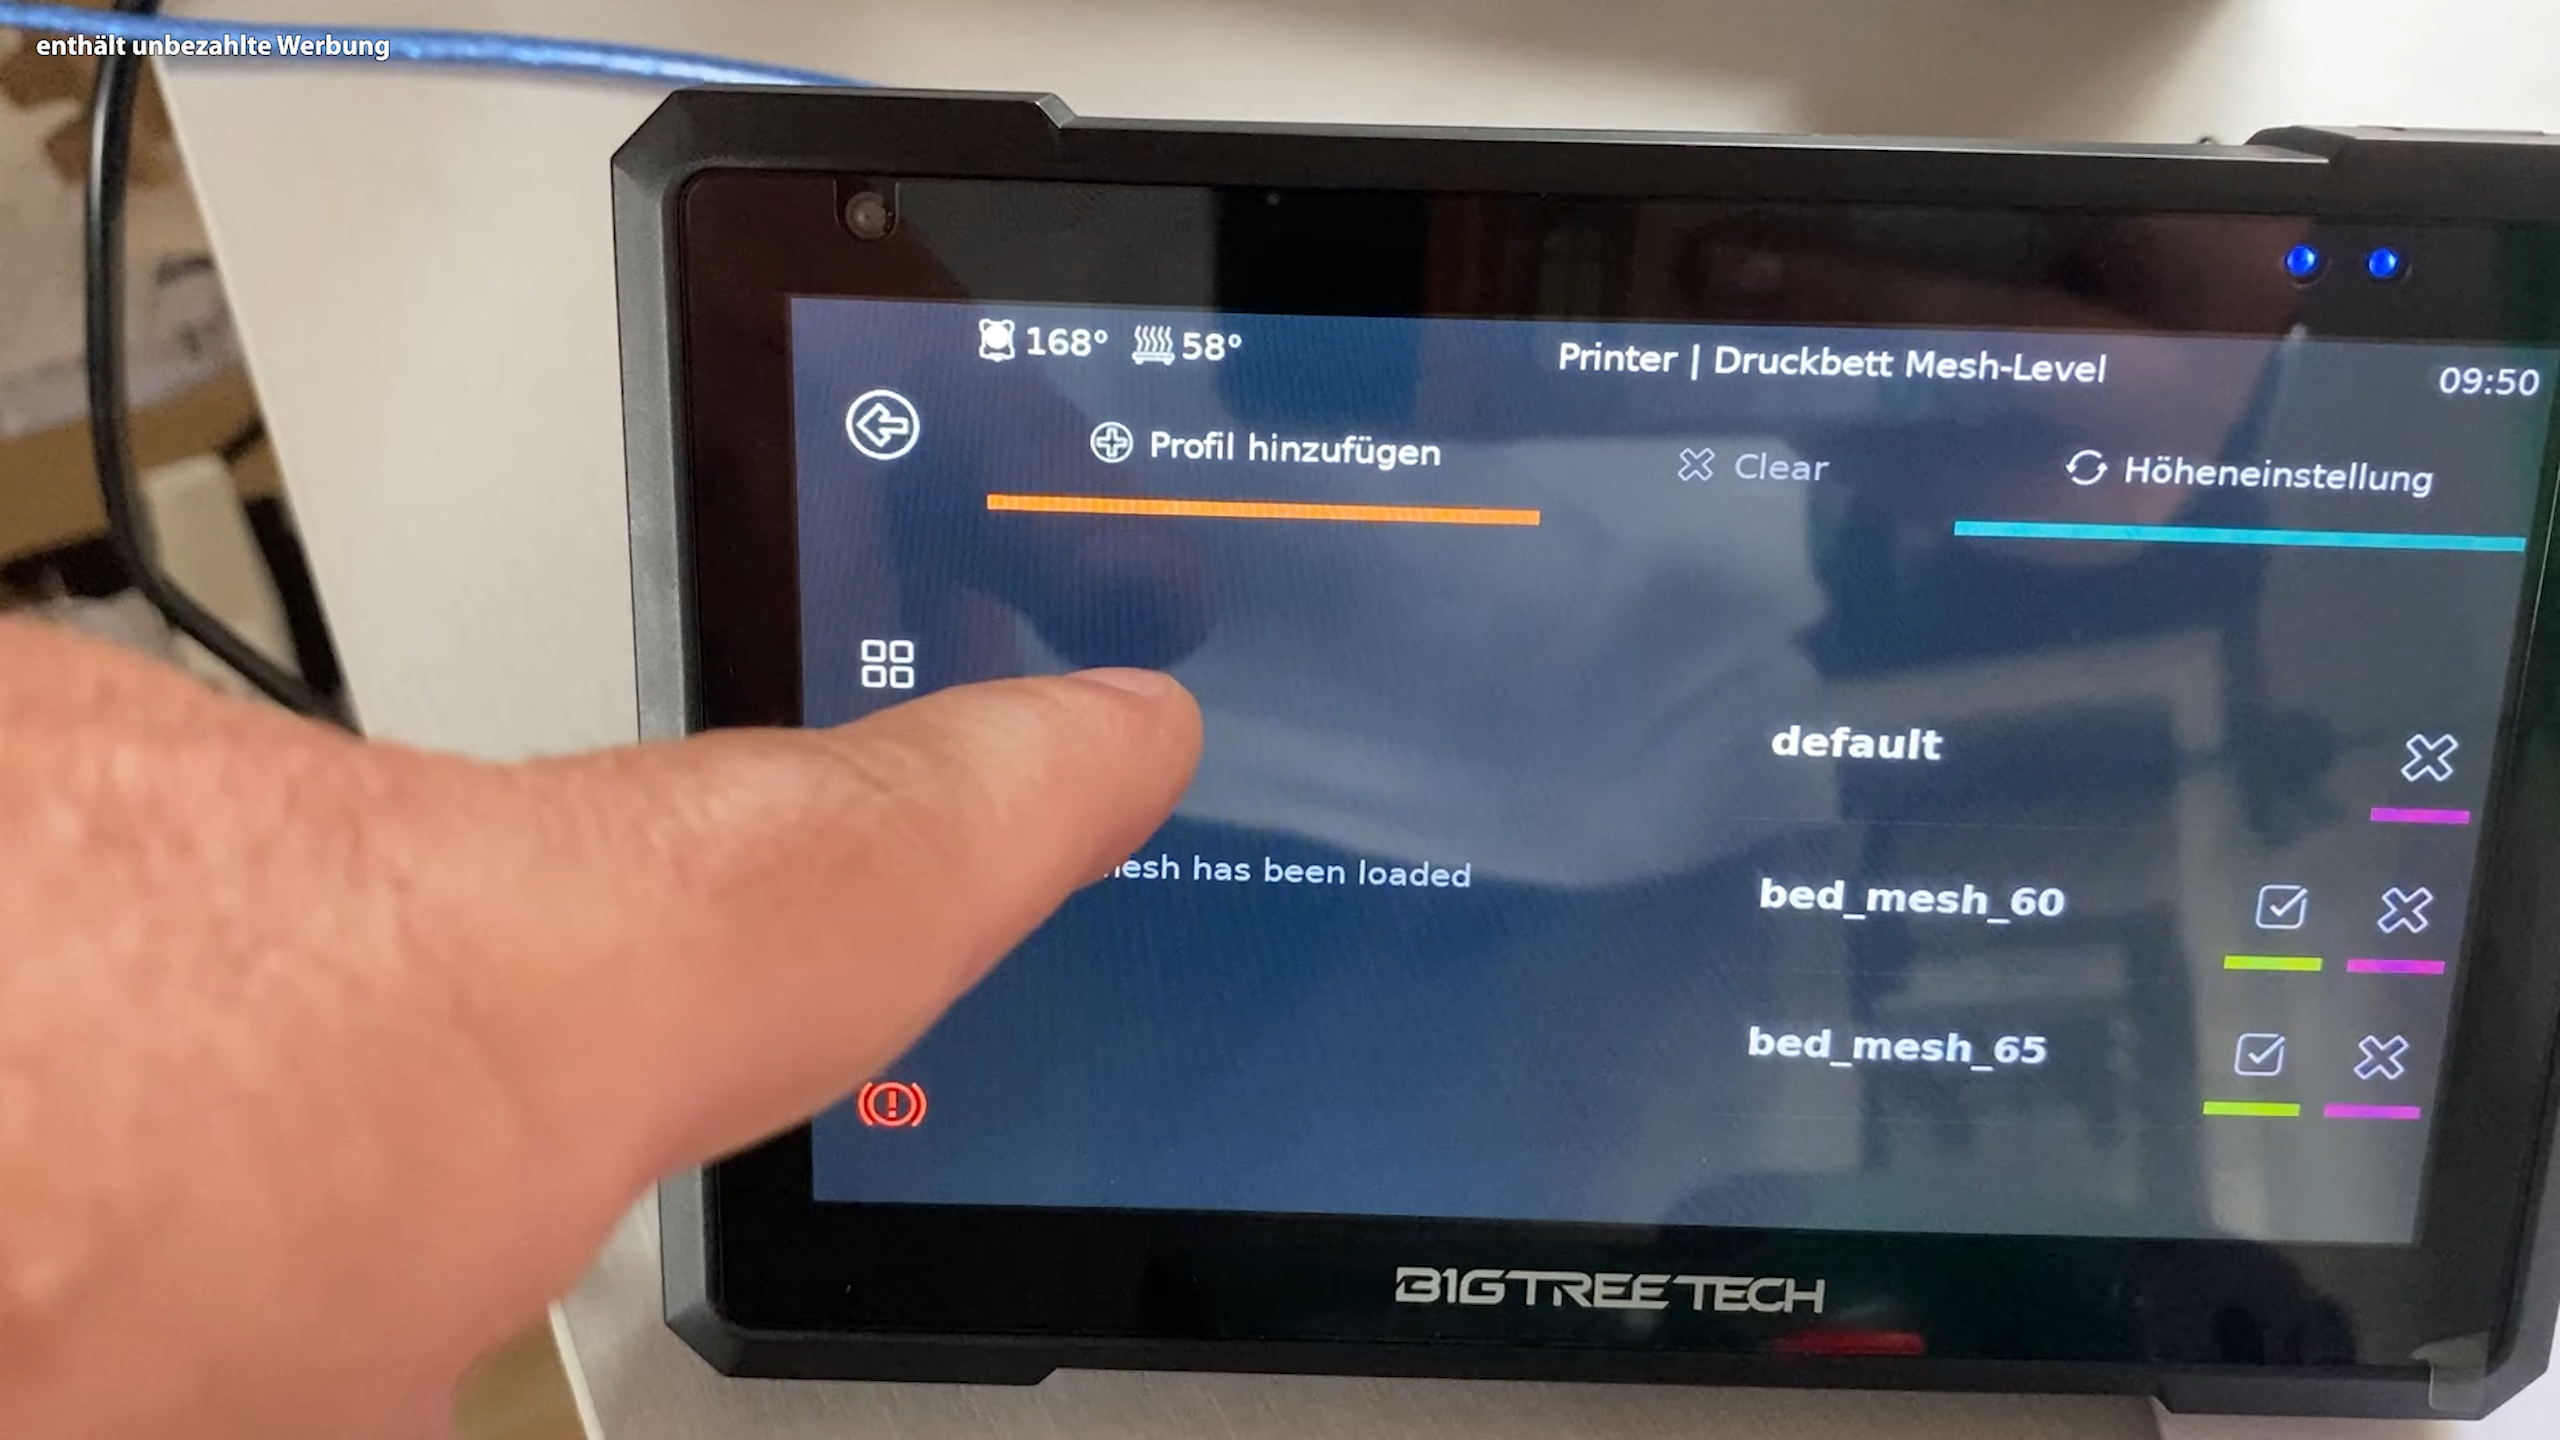 enthält unbezahlte Werbung
168° 58°
Printer | Druckbett Mesh-Level
09:50
Profil hinzufügen
Clear
Höheneinstellung
default
has been loaded
bed_mesh_60
bed_mesh_65
BIGTREETECH